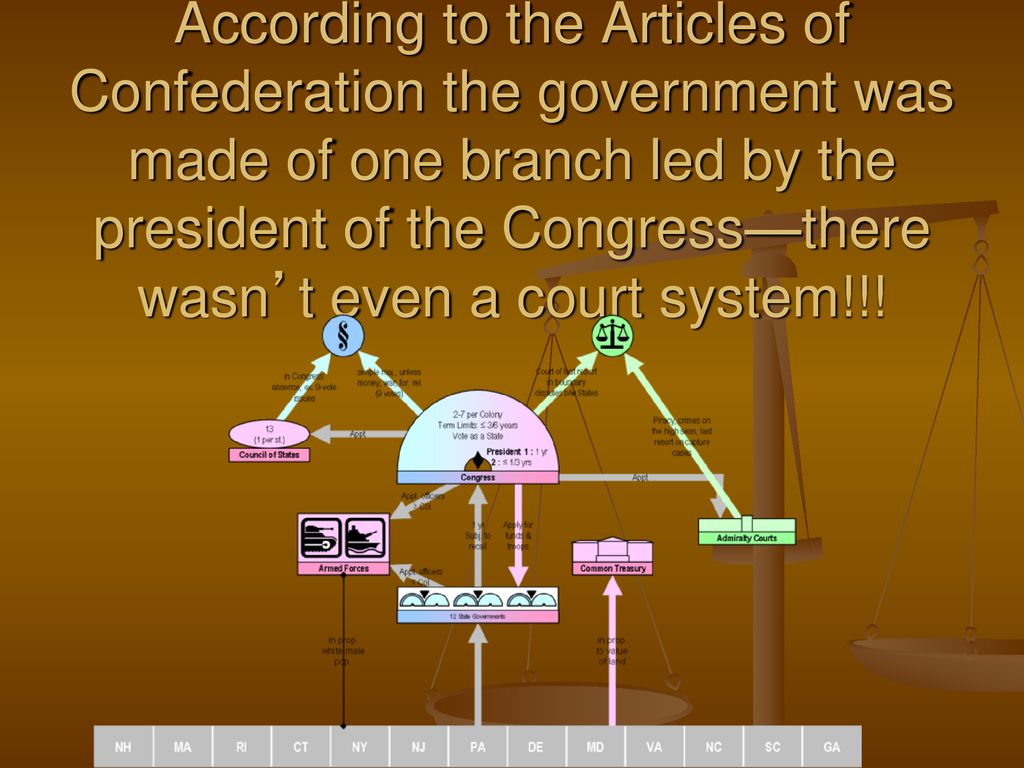 According to the Articles of
Confederation the government was
made of one branch led by the
president of the Congress—there
wasn’t even a court system!!!
§
in Congress
absence, ex. 9-vote
issues
simple maj., unless
money, war, for. rel.
(9 votes)
Court of last resort
in boundary
disputes b/w States
2-7 per Colony
Term Limits: ≤ 3/6 years
Vote as a State
President 1 : 1 yr
2 : ≤ 1/3 yrs
Congress
13
(1 per st.)
Council of States
Appt.
Piracy, crimes on
the high seas, last
resort on capture
cases
Appt.
Appt. officers
> Col.
1 yr
Subj. to
recall
Apply for
funds &
troops
Admiralty Courts
Armed Forces
Common Treasury
Appt. officers
≤ Col.
13 State Governments
in prop.
white male
pop.
in prop.
to value
of land
NH MA RI CT NY NJ PA DE MD VA NC SC GA